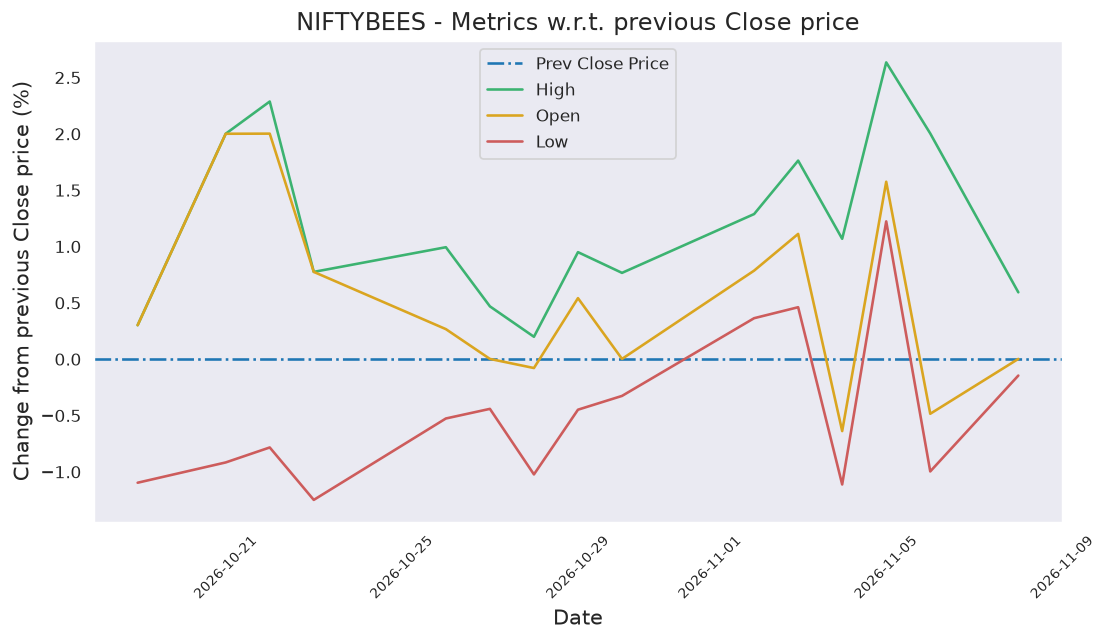 NIFTYBEES - Metrics w.r.t. previous Close price
Prev Close Price
High
Open
Low
Change from previous Close price (%)
2.5
2.0
1.5
1.0
0.5
0.0
−0.5
−1.0
2026-10-21
2026-10-25
2026-10-29
2026-11-01
2026-11-05
2026-11-09
Date